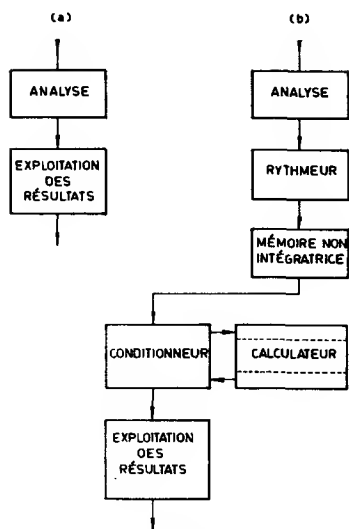 (a)
ANALYSE
EXPLOITATION
DES
RÉSULTATS
(b)
ANALYSE
RYTHMEUR
MÉMOIRE NON
INTÉGRATRICE
CONDITIONNEUR
CALCULATEUR
EXPLOITATION
DES
RÉSULTATS